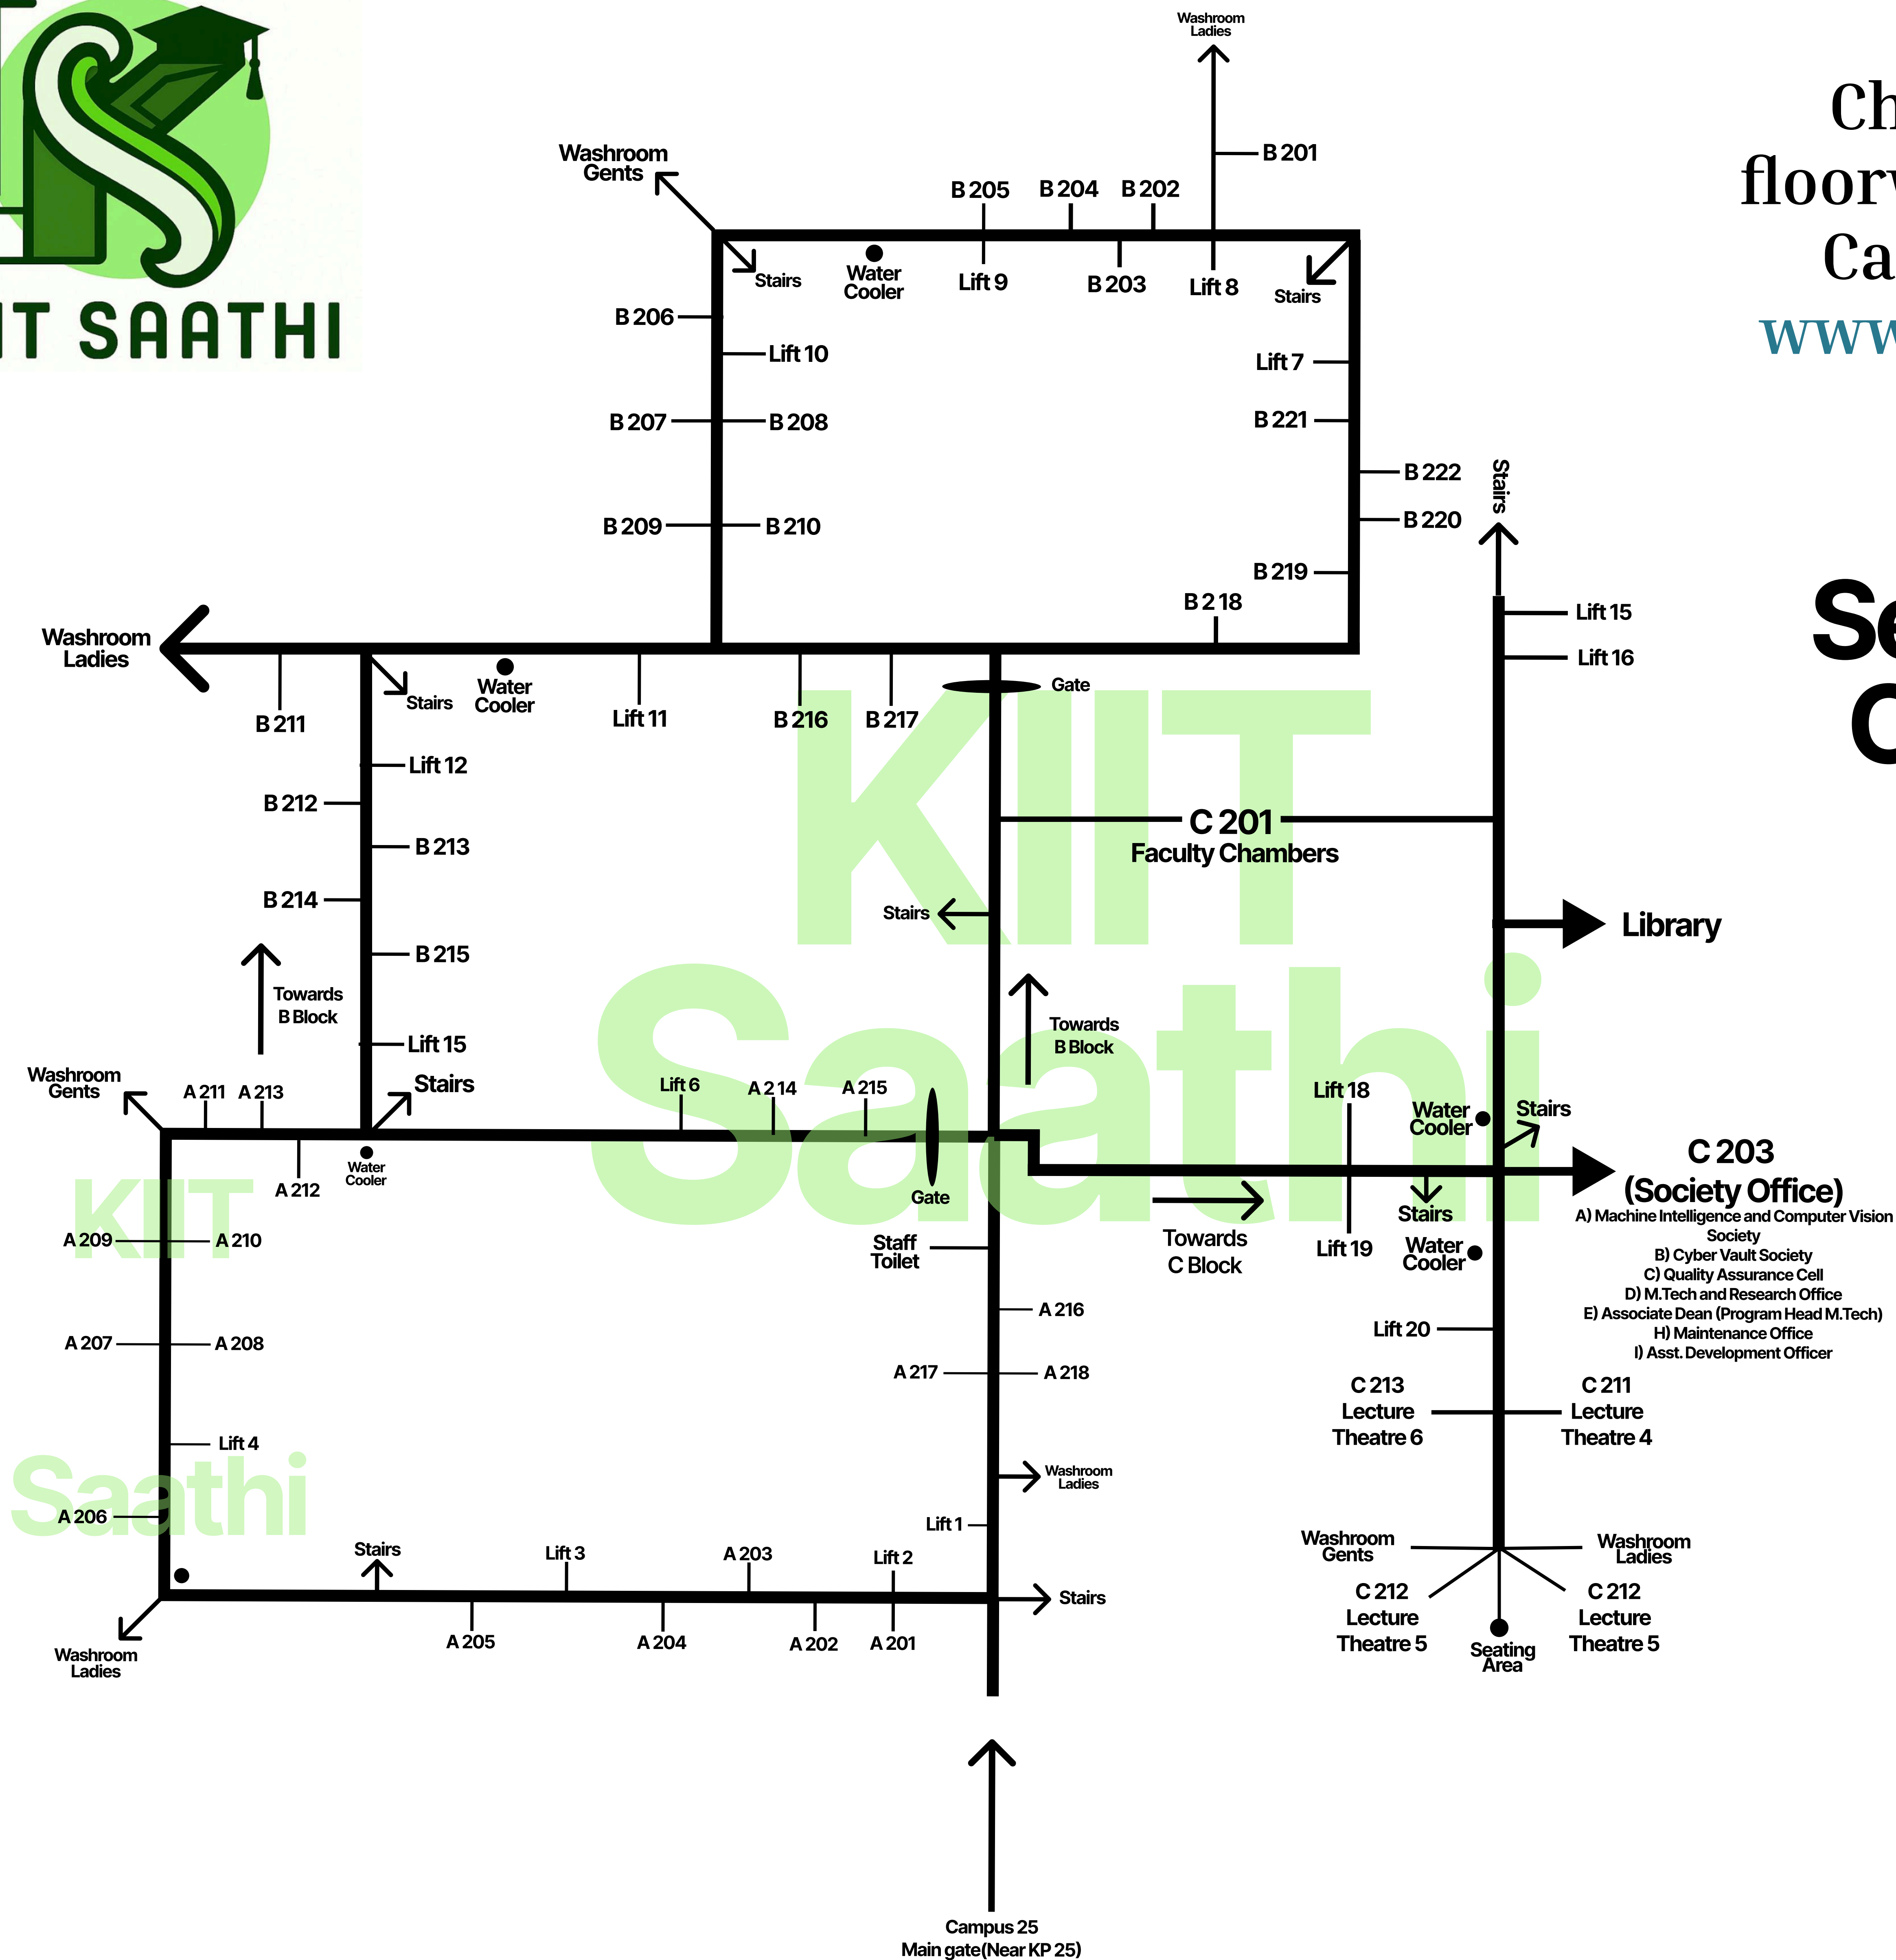 IT SAATHI
Washroom
Ladies
Ch
floorw
Ca
www
Washroom
Gents
B 201
B 205
B 204
B 202
Stairs
Water
Cooler
Lift 9
B 203
Lift 8
Stairs
B 206
Lift 10
Lift 7
B 207
B 208
B 221
B 222
Stairs
B 209
B 210
B 220
B 219
B 2 18
Lift 15
Lift 16
Se
Washroom
Ladies
B 211
Stairs
Water
Cooler
Lift 11
B 216
B 217
Gate
KIIT
Saathi
Lift 12
B 212
B 213
C 201
Faculty Chambers
B 214
Stairs
Library
B 215
Towards
B Block
Towards
B Block
Lift 15
Stairs
Washroom
Gents
A 211
A 213
Lift 6
A 2 14
A 215
Lift 18
Water
Cooler
Stairs
A 212
Water
Cooler
Gate
C 203
(Society Office)
A) Machine Intelligence and Computer Vision
Society
B) Cyber Vault Society
C) Quality Assurance Cell
D) M.Tech and Research Office
E) Associate Dean (Program Head M.Tech)
H) Maintenance Office
I) Asst. Development Officer
KIIT
Saathi
A 209
A 210
Staff
Toilet
Towards
C Block
Lift 19
Stairs
Water
Cooler
A 216
Lift 20
A 207
A 208
A 217
A 218
C 213
Lecture
Theatre 6
C 211
Lecture
Theatre 4
Lift 4
Washroom
Ladies
A 206
Lift 1
Stairs
Lift 3
A 203
Lift 2
Washroom
Gents
Washroom
Ladies
Stairs
C 212
Lecture
Theatre 5
C 212
Lecture
Theatre 5
Seating
Area
Washroom
Ladies
A 205
A 204
A 202
A 201
Campus 25
Main gate(Near KP 25)